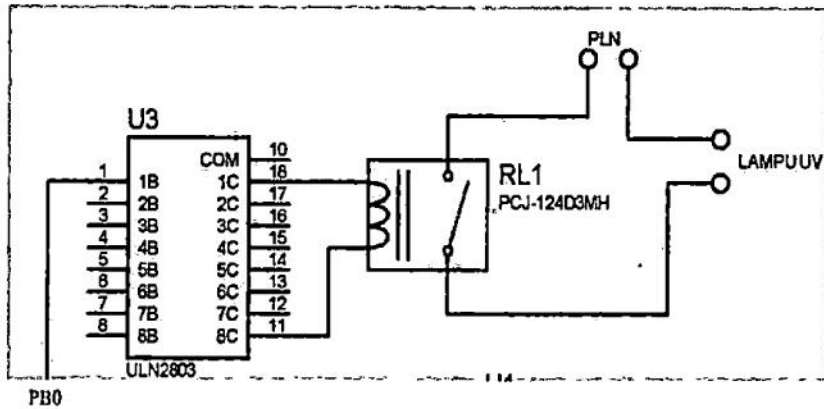 PLN
U3
COM 10
1 1B 1C 18
2 2B 2C 17
3 3B 3C 16
4 4B 4C 15
5 5B 5C 14
6 6B 6C 13
7 7B 7C 12
8 8B 8C 11
ULN2803
RL1
PCJ-124D3MH
LAMPU UV
PB0